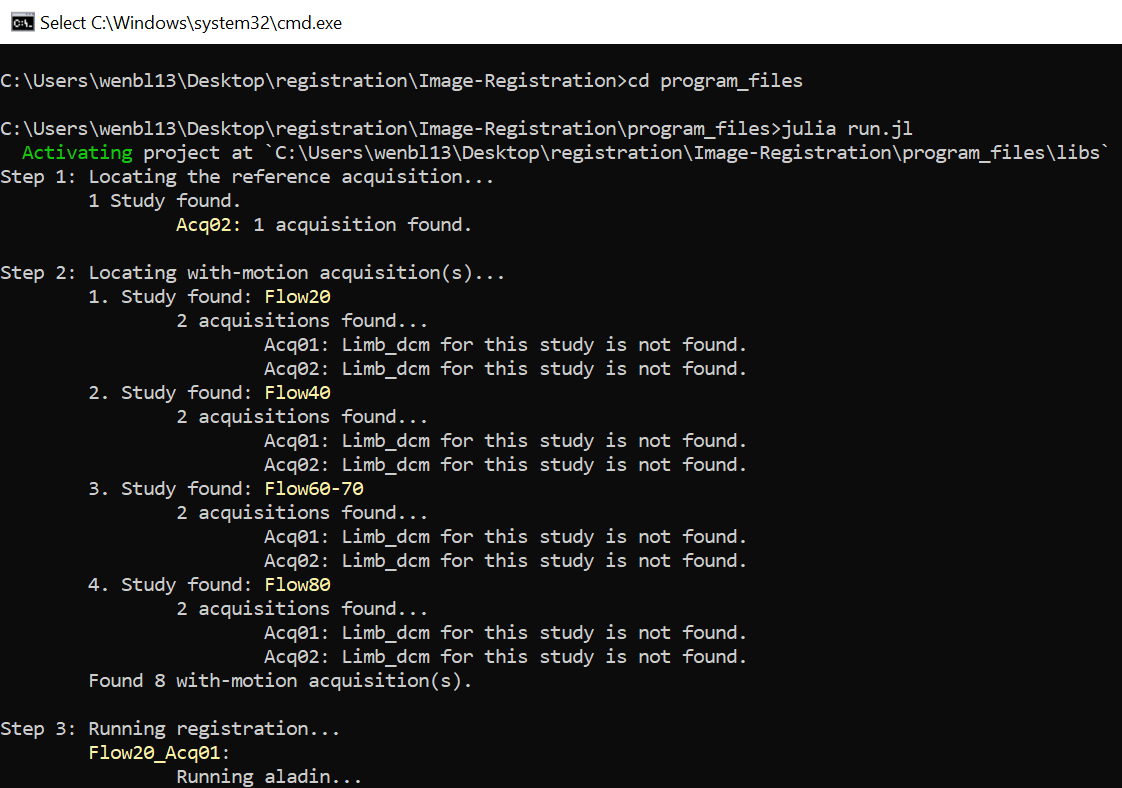 Select C:\Windows\system32\cmd.exe
C:\Users\wenbl13\Desktop\registration\Image-Registration>cd program_files
C:\Users\wenbl13\Desktop\registration\Image-Registration\program_files>julia run.jl
Activating project at `C:\Users\wenbl13\Desktop\registration\Image-Registration\program_files\libs`
Step 1: Locating the reference acquisition...
1 Study found.
Acq02: 1 acquisition found.
Step 2: Locating with-motion acquisition(s)...
1. Study found: Flow20
2 acquisitions found...
Acq01: Limb_dcm for this study is not found.
Acq02: Limb_dcm for this study is not found.
2. Study found: Flow40
2 acquisitions found...
Acq01: Limb_dcm for this study is not found.
Acq02: Limb_dcm for this study is not found.
3. Study found: Flow60-70
2 acquisitions found...
Acq01: Limb_dcm for this study is not found.
Acq02: Limb_dcm for this study is not found.
4. Study found: Flow80
2 acquisitions found...
Acq01: Limb_dcm for this study is not found.
Acq02: Limb_dcm for this study is not found.
Found 8 with-motion acquisition(s).
Step 3: Running registration...
Flow20_Acq01:
Running aladin...